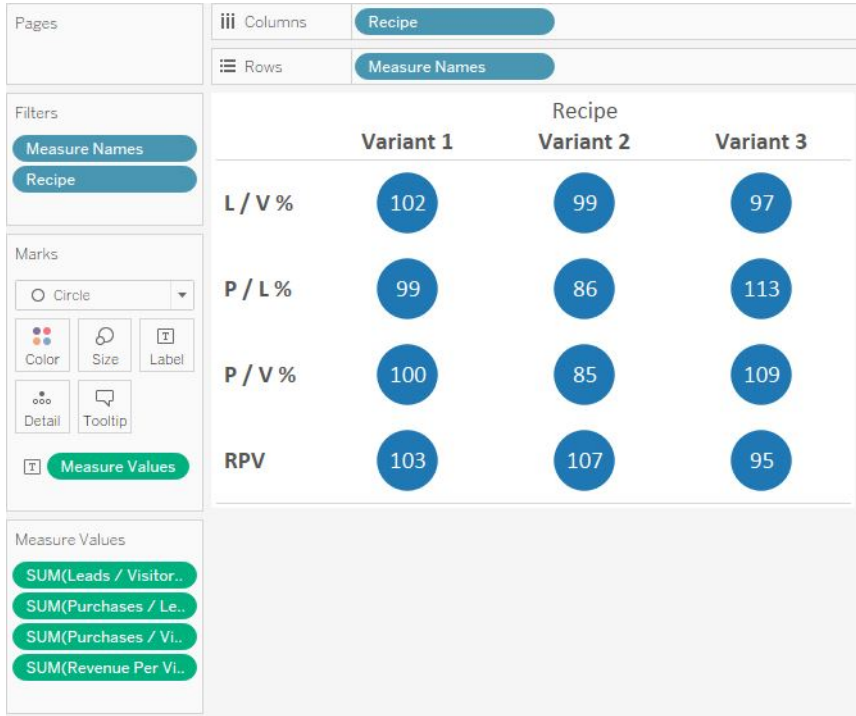 Pages
Columns
Recipe
Rows
Measure Names
Filters
Measure Names
Recipe
Marks
Circle
Color
Size
T
Label
Detail
Tooltip
T
Measure Values
Measure Values
SUM(Leads / Visitor..
SUM(Purchases / Le..
SUM(Purchases / Vi..
SUM(Revenue Per Vi..
Recipe
Variant 1 Variant 2 Variant 3
L / V % 102 99 97
P / L % 99 86 113
P / V % 100 85 109
RPV 103 107 95